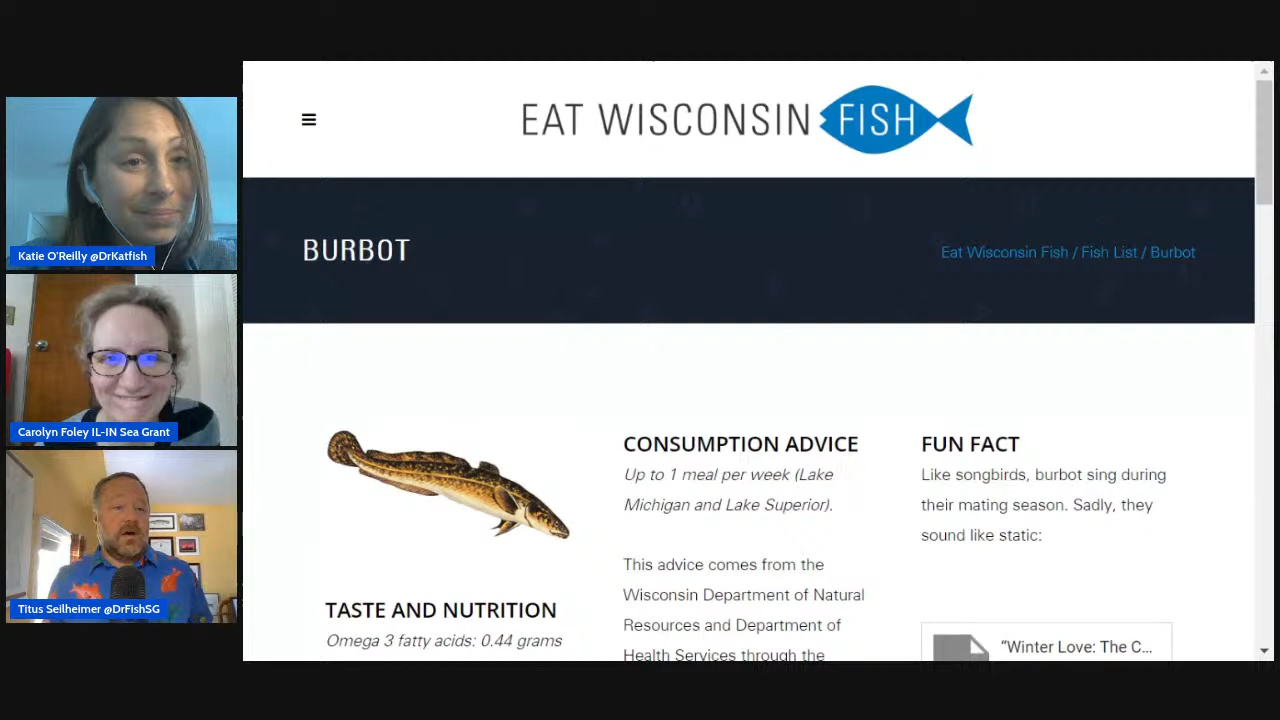 Katie O'Reilly @DrKatfish
Carolyn Foley IL-IN Sea Grant
Titus Seilheimer @DrFishSG
EAT WISCONSIN FISH
BURBOT
Eat Wisconsin Fish / Fish List / Burbot
TASTE AND NUTRITION
Omega 3 fatty acids: 0.44 grams
CONSUMPTION ADVICE
Up to 1 meal per week (Lake
Michigan and Lake Superior).
This advice comes from the
Wisconsin Department of Natural
Resources and Department of
Health Services through the
FUN FACT
Like songbirds, burbot sing during
their mating season. Sadly, they
sound like static:
“Winter Love: The C...